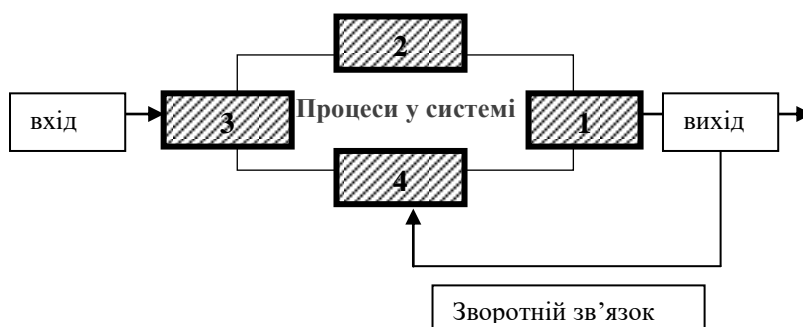 2
вхід
3
Процеси у системі
1
вихід
4
Зворотній зв’язок